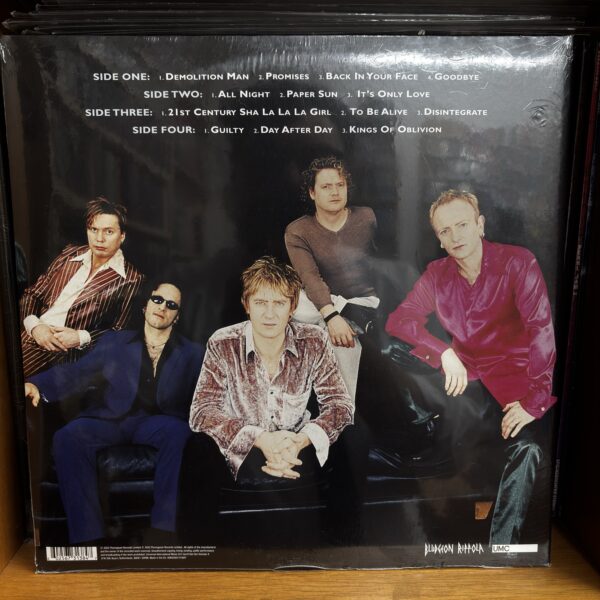 SIDE ONE: 1. DEMOLITION MAN 2. PROMISES 3. BACK IN YOUR FACE 4. GOODBYE
SIDE TWO: 1. ALL NIGHT 2. PAPER SUN 3. IT'S ONLY LOVE
SIDE THREE: 1. 21ST CENTURY SHA LA LA LA GIRL 2. TO BE ALIVE 3. DISINTEGRATE
SIDE FOUR: 1. GUILTY 2. DAY AFTER DAY 3. KINGS OF OBLIVION
BLUDGEON RIFFOLA
UMC